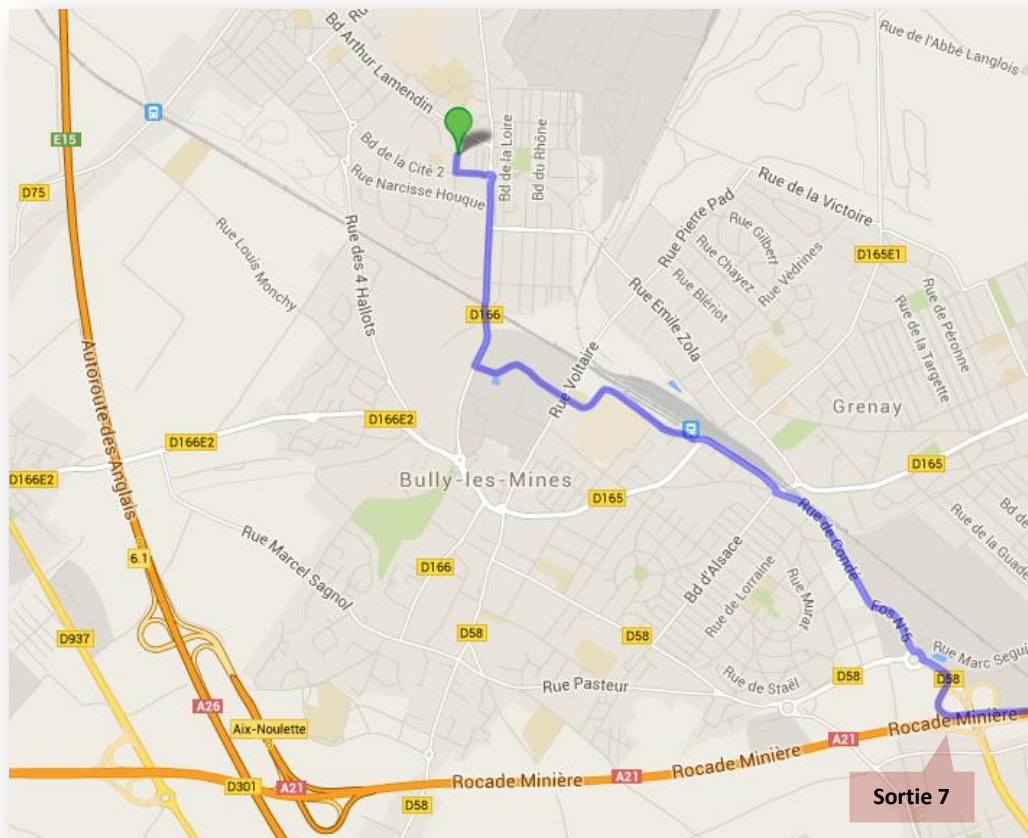 Rue de l'Abbé Langlois
Bd Arthur Lamendin
E15
Bd de la Loire
Bd du Rhône
Bd de la Cité 2
Rue Narcisse Houque
D75
Rue de la Victoire
Rue Pierre Pad
Rue Gilbert
Rue Chayez
Rue Védrines
D165E1
Rue Louis Monchy
Rue des 4 Hallots
Rue Blériot
Rue Emile Zola
D166
Rue de Péronne
Rue de la Targette
Autoroute des Anglais
Rue Voltaire
Grenay
D166E2
D166E2
D166E2
Bully-les-Mines
D165
D165
Rue de Condé
Bd de
Rue de la Guade
6.1
Rue Marcel Sagnol
D166
Bd d'Alsace
Rue de Lorraine
Rue Murat
Fos N°5
D937
D58
D58
Rue Marc Segui
D58
D58
Rue Pasteur
Rue de Staël
A26
Aix-Noulette
Rocade Minière
A21
Rocade Minière
A21
Rocade Minière
D301
A21
D58
Sortie 7